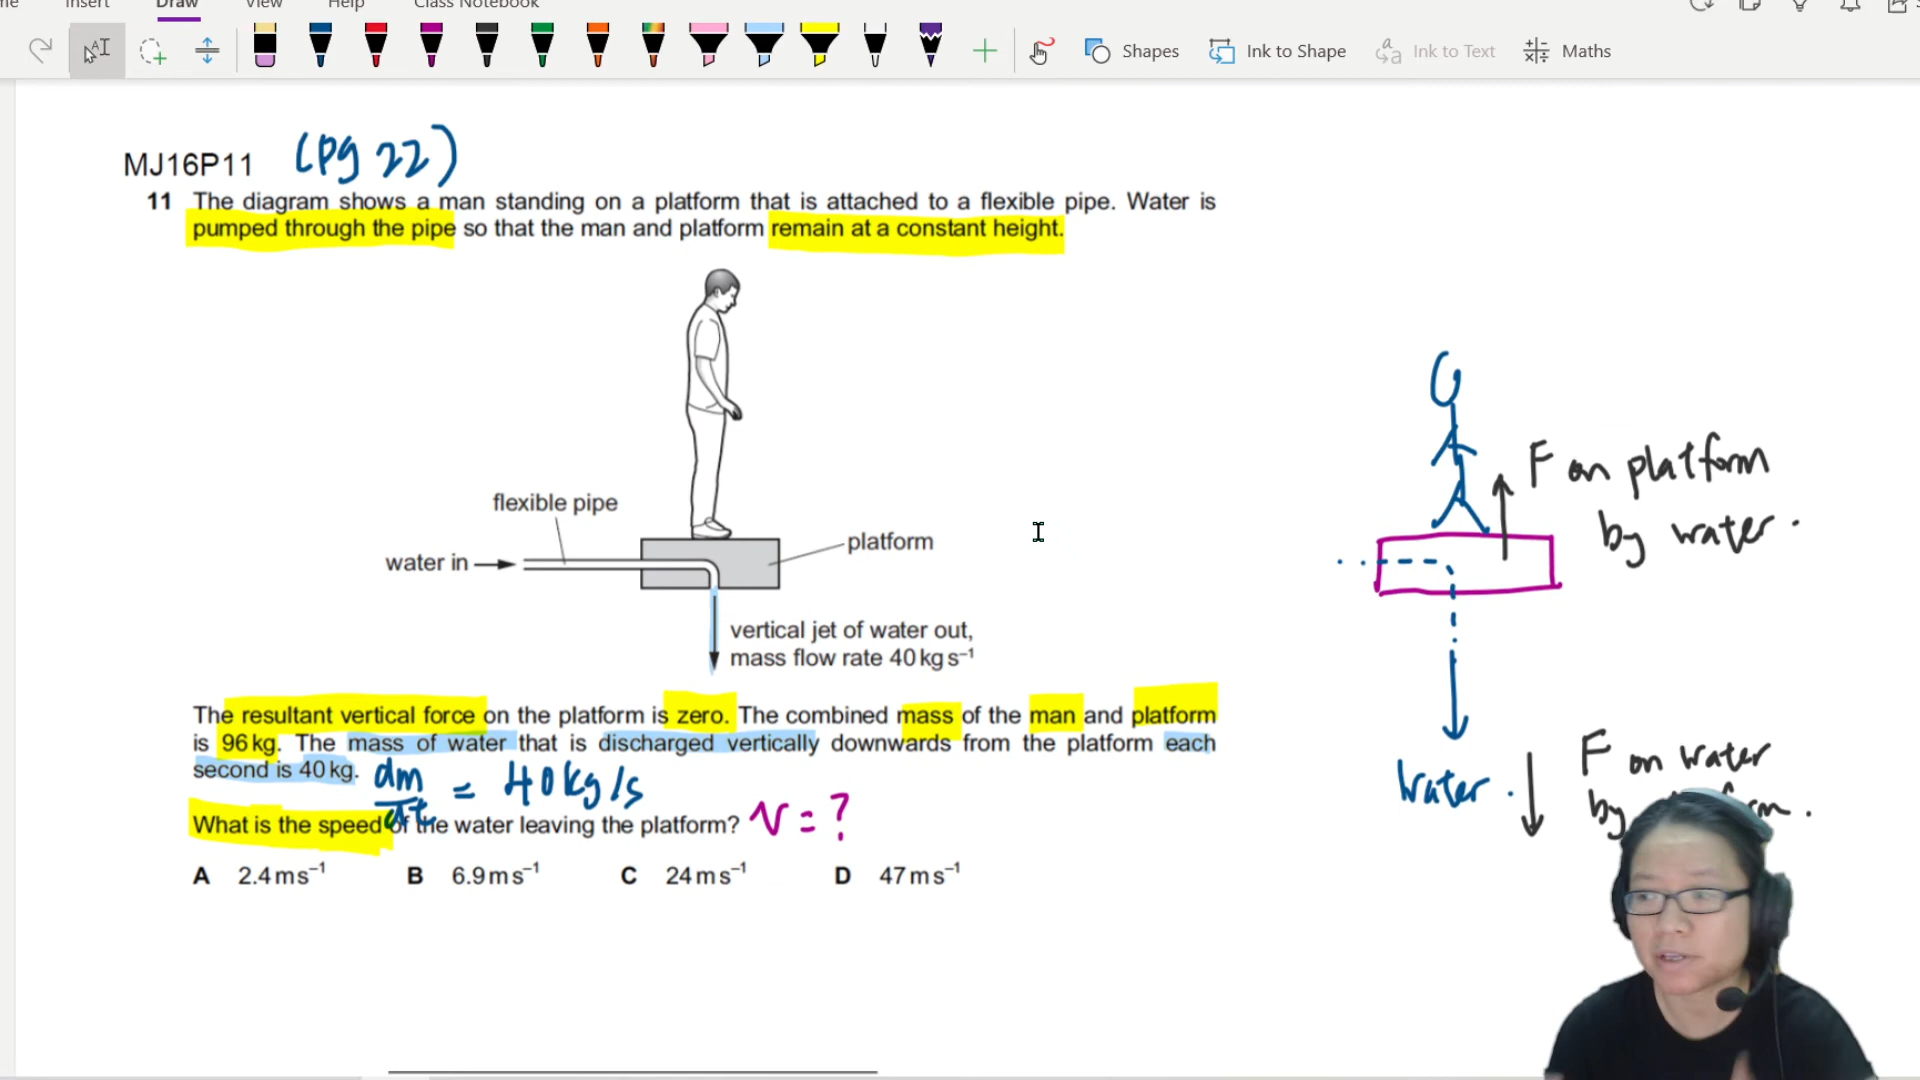 Insert Draw View Help Class Notebook
Shapes Ink to Shape Ink to Text Maths
MJ16P11 (pg 22)
11 The diagram shows a man standing on a platform that is attached to a flexible pipe. Water is
pumped through the pipe so that the man and platform remain at a constant height.
flexible pipe
water in
platform
vertical jet of water out,
mass flow rate 40 kg s⁻¹
F on platform
by water.
Water.
F on water
by
The resultant vertical force on the platform is zero. The combined mass of the man and platform
is 96 kg. The mass of water that is discharged vertically downwards from the platform each
second is 40 kg. dm/dt = 40kg/s
What is the speed of the water leaving the platform? v = ?
A 2.4 m s⁻¹ B 6.9 m s⁻¹ C 24 m s⁻¹ D 47 m s⁻¹